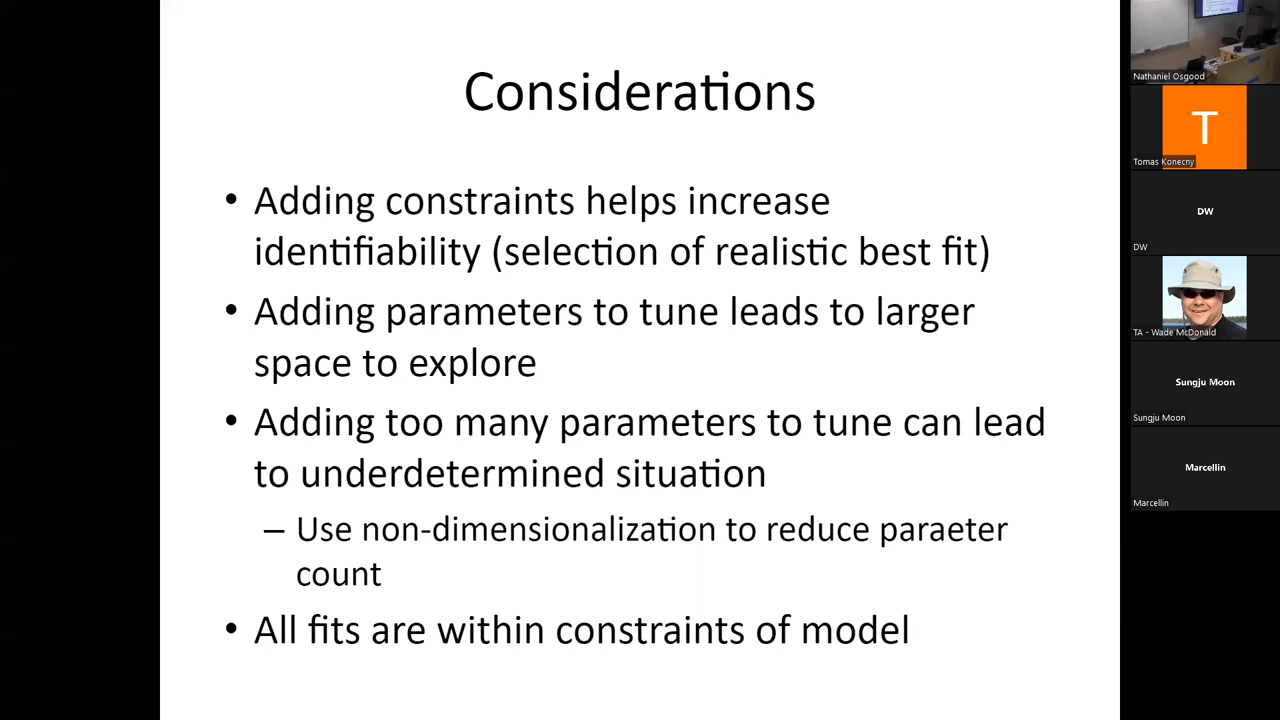 Considerations
• Adding constraints helps increase
identifiability (selection of realistic best fit)
• Adding parameters to tune leads to larger
space to explore
• Adding too many parameters to tune can lead
to underdetermined situation
– Use non-dimensionalization to reduce paraeter
count
• All fits are within constraints of model
Nathaniel Osgood
T
Tomas Konecny
DW
DW
TA - Wade McDonald
Sungju Moon
Sungju Moon
Marcellin
Marcellin